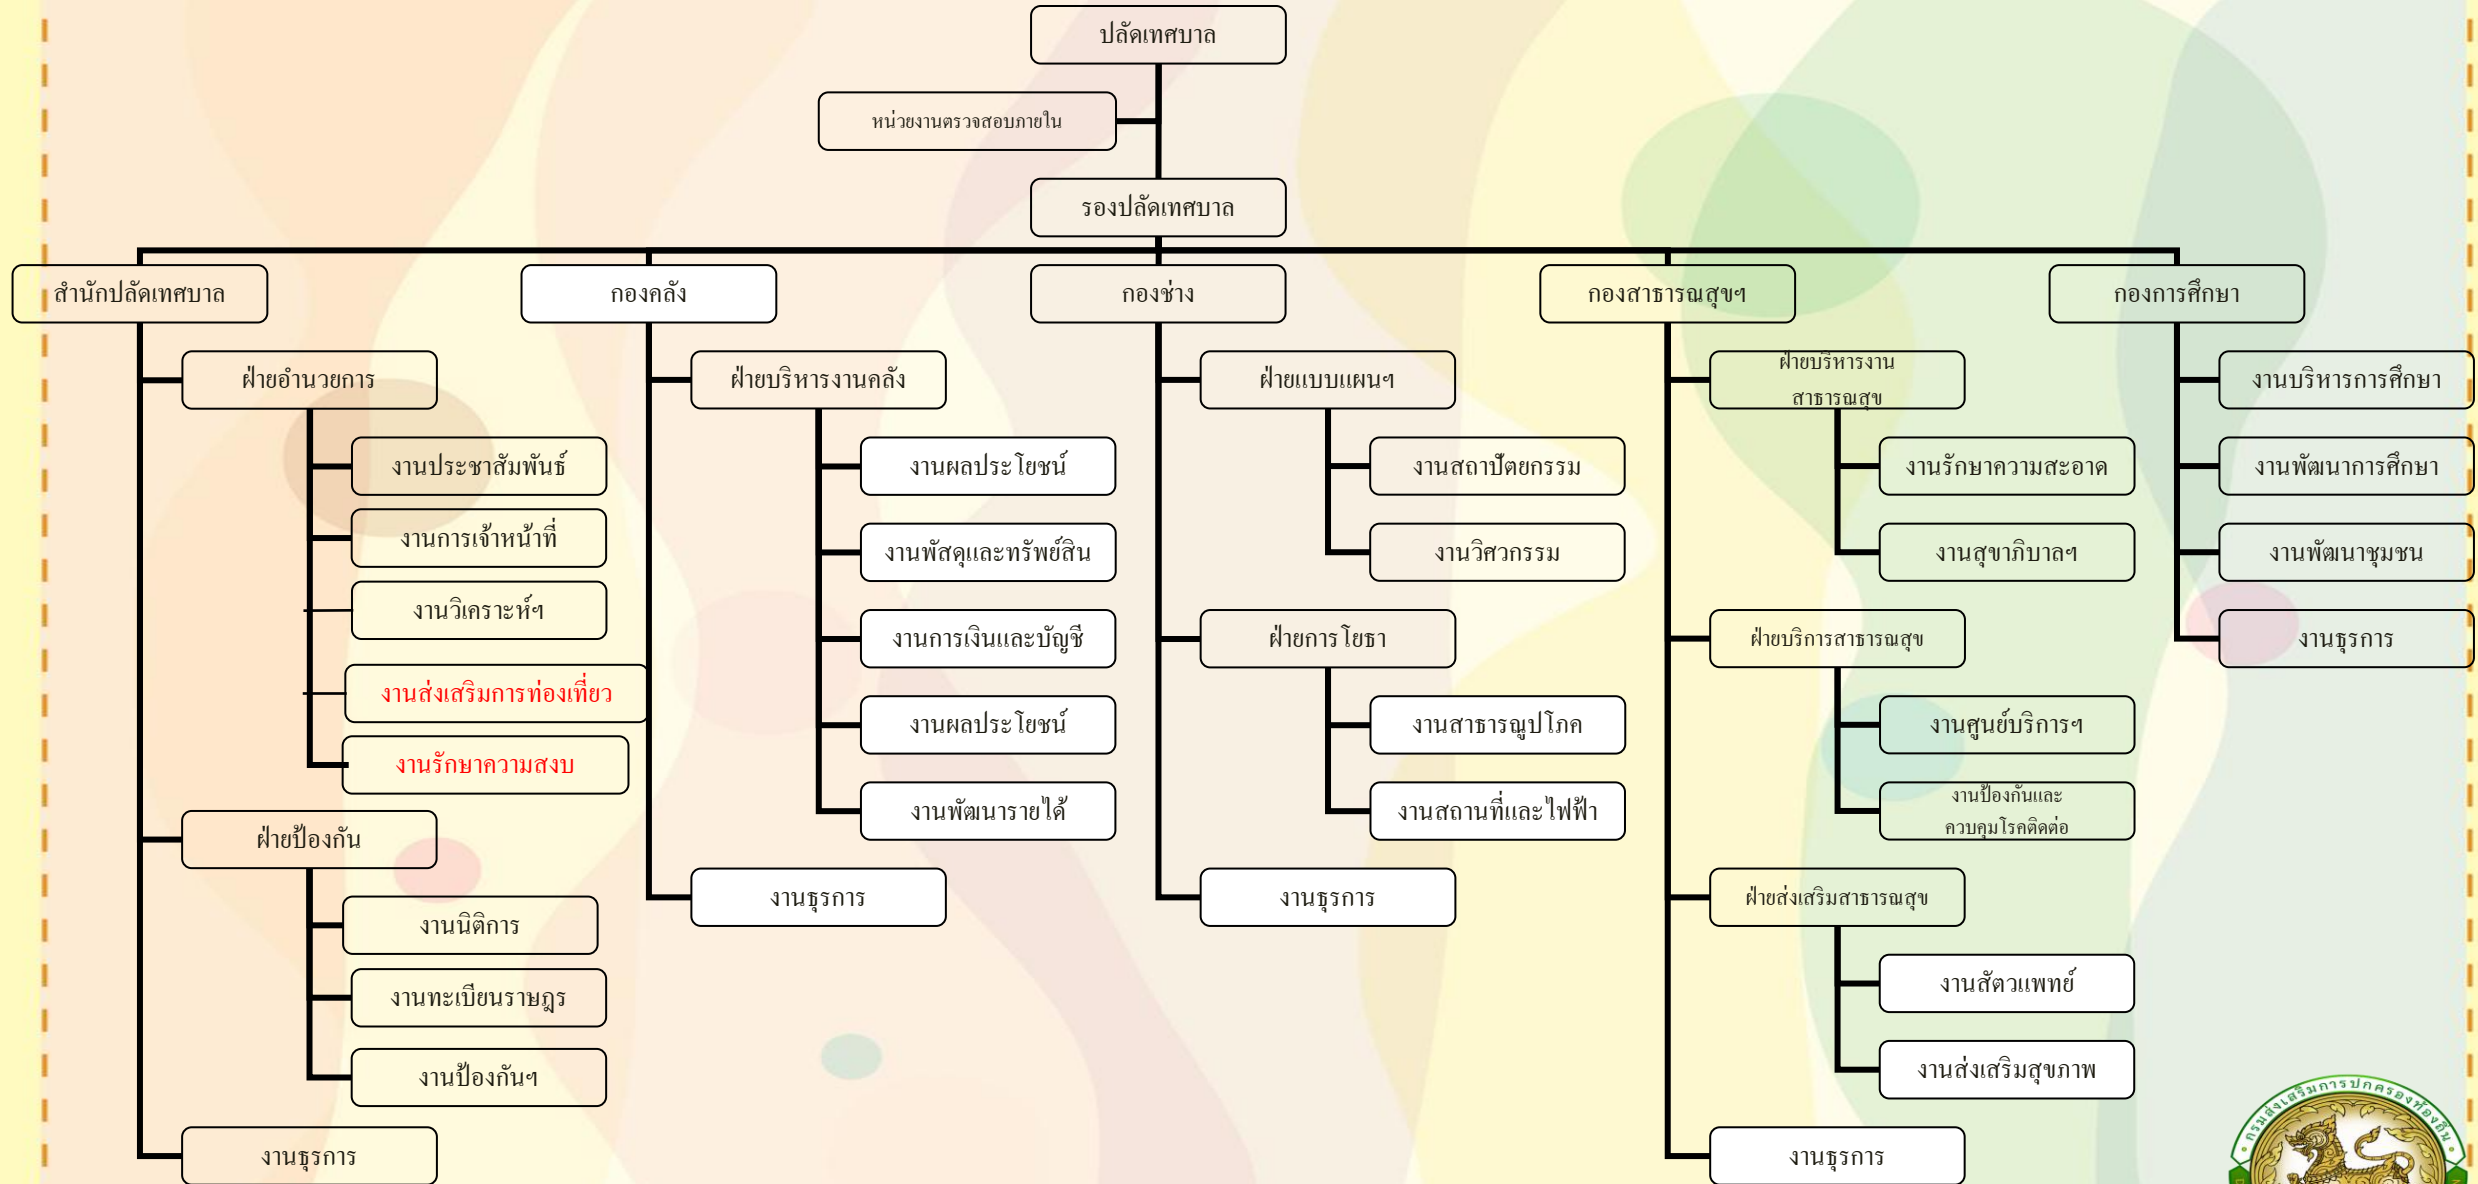 ปลัดเทศบาล
หน่วยงานตรวจสอบภายใน
รองปลัดเทศบาล
สำนักปลัดเทศบาล
ฝ่ายอำนวยการ
งานประชาสัมพันธ์
งานการเจ้าหน้าที่
งานวิเคราะห์ฯ
งานส่งเสริมการท่องเที่ยว
งานรักษาความสงบ
ฝ่ายป้องกัน
งานนิติการ
งานทะเบียนราษฎร
งานป้องกันฯ
งานธุรการ
กองคลัง
ฝ่ายบริหารงานคลัง
งานผลประโยชน์
งานพัสดุและทรัพย์สิน
งานการเงินและบัญชี
งานผลประโยชน์
งานพัฒนารายได้
งานธุรการ
กองช่าง
ฝ่ายแบบแผนฯ
งานสถาปัตยกรรม
งานวิศวกรรม
ฝ่ายการโยธา
งานสาธารณูปโภค
งานสถานที่และไฟฟ้า
งานธุรการ
กองสาธารณสุขฯ
ฝ่ายบริหารงาน
สาธารณสุข
งานรักษาความสะอาด
งานสุขาภิบาลฯ
ฝ่ายบริการสาธารณสุข
งานศูนย์บริการฯ
งานป้องกันและ
ควบคุมโรคติดต่อ
ฝ่ายส่งเสริมสาธารณสุข
งานสัตวแพทย์
งานส่งเสริมสุขภาพ
งานธุรการ
กองการศึกษา
งานบริหารการศึกษา
งานพัฒนาการศึกษา
งานพัฒนาชุมชน
งานธุรการ
กรมส่งเสริมการปกครองท้องถิ่น